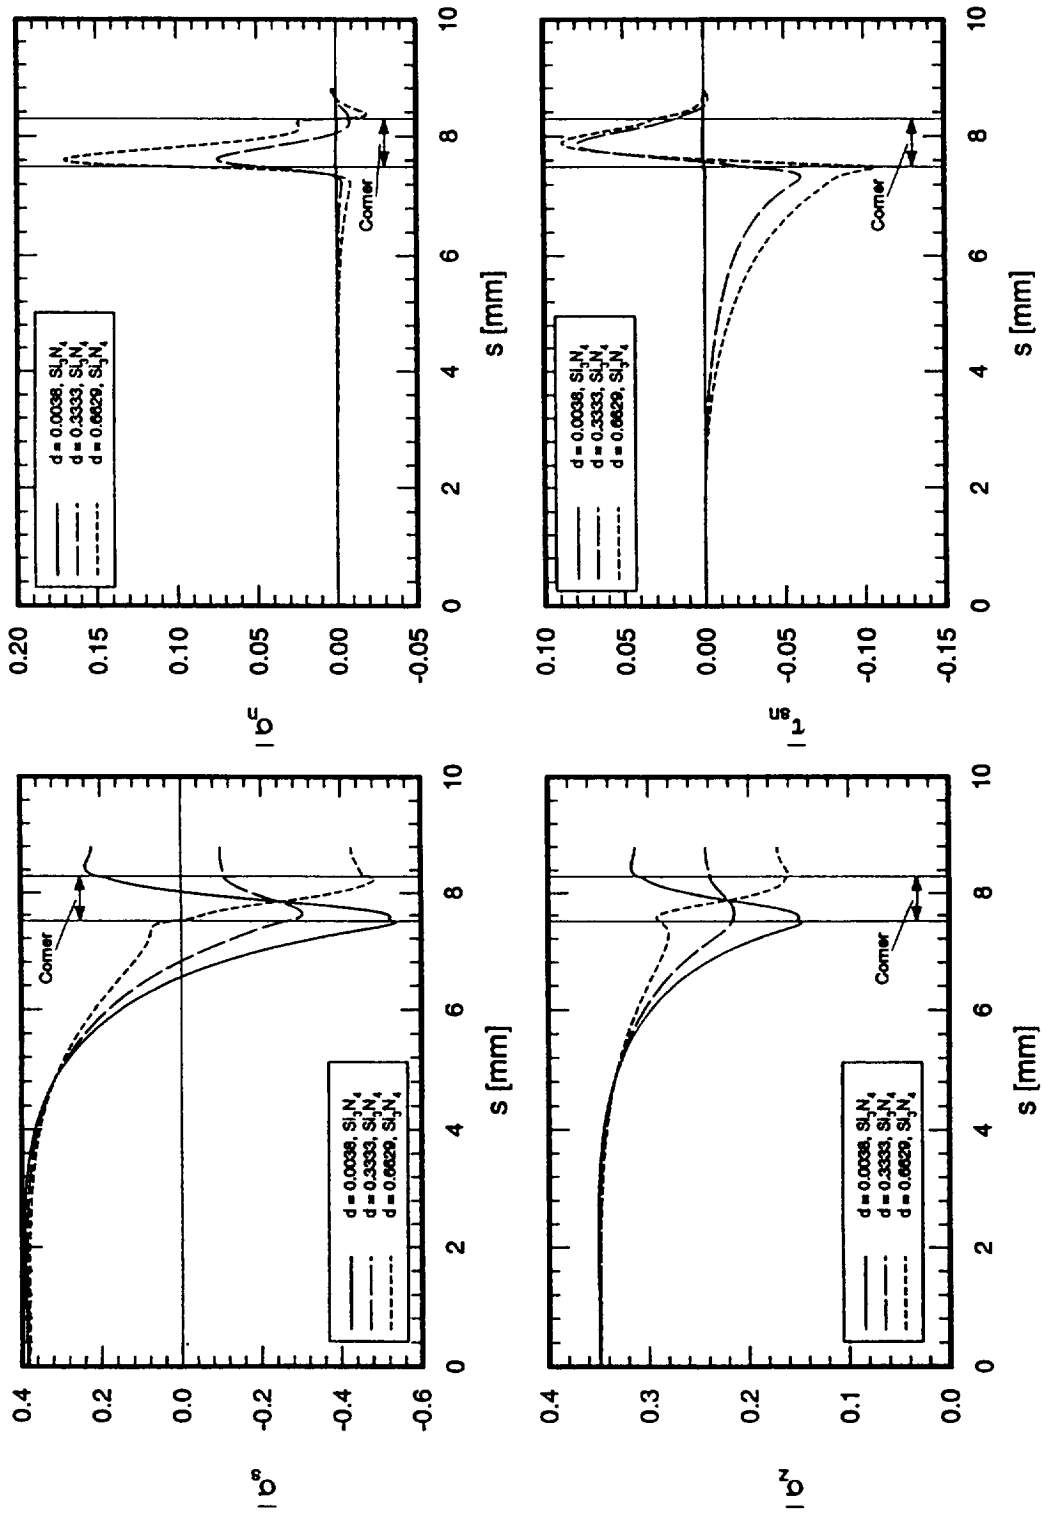 0.4
0.2
0.0
-0.2
-0.4
-0.6
σ̅s
0
2
4
6
8
10
s [mm]
Corner
d = 0.0038, Si3N4
d = 0.3333, Si3N4
d = 0.6629, Si3N4
0.20
0.15
0.10
0.05
0.00
-0.05
σ̅n
0
2
4
6
8
10
s [mm]
Corner
d = 0.0038, Si3N4
d = 0.3333, Si3N4
d = 0.6629, Si3N4
0.4
0.3
0.2
0.1
0.0
σ̅z
0
2
4
6
8
10
s [mm]
Corner
d = 0.0038, Si3N4
d = 0.3333, Si3N4
d = 0.6629, Si3N4
0.10
0.05
0.00
-0.05
-0.10
-0.15
τ̅sn
0
2
4
6
8
10
s [mm]
Corner
d = 0.0038, Si3N4
d = 0.3333, Si3N4
d = 0.6629, Si3N4